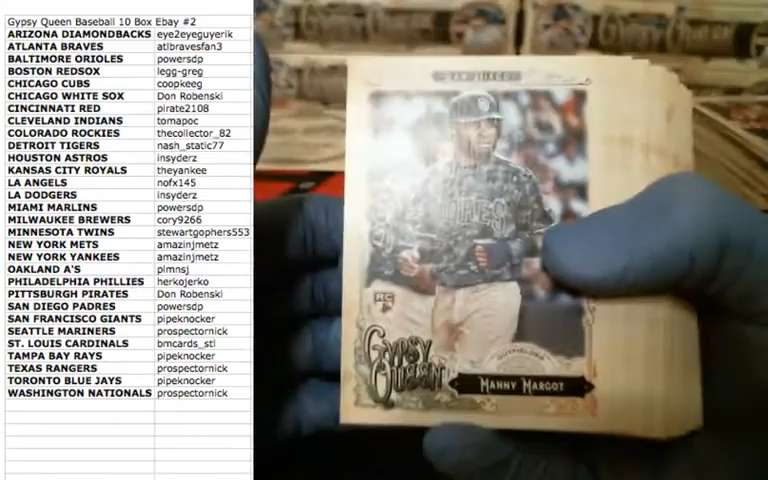 Gypsy Queen Baseball 10 Box Ebay #2
ARIZONA DIAMONDBACKS eye2eyeguyerik
ATLANTA BRAVES atlbravesfan3
BALTIMORE ORIOLES powersdp
BOSTON REDSOX legg-greg
CHICAGO CUBS coopkeeg
CHICAGO WHITE SOX Don Robenski
CINCINNATI RED pirate2108
CLEVELAND INDIANS tomapoc
COLORADO ROCKIES thecollector_82
DETROIT TIGERS nash_static77
HOUSTON ASTROS insyderz
KANSAS CITY ROYALS theyankee
LA ANGELS nofx145
LA DODGERS insyderz
MIAMI MARLINS powersdp
MILWAUKEE BREWERS cory9266
MINNESOTA TWINS stewartgophers553
NEW YORK METS amazinjmetz
NEW YORK YANKEES amazinjmetz
OAKLAND A'S plmnsj
PHILADELPHIA PHILLIES herkojerko
PITTSBURGH PIRATES Don Robenski
SAN DIEGO PADRES powersdp
SAN FRANCISCO GIANTS pipeknocker
SEATTLE MARINERS prospectornick
ST. LOUIS CARDINALS bmcards_stl
TAMPA BAY RAYS pipeknocker
TEXAS RANGERS prospectornick
TORONTO BLUE JAYS pipeknocker
WASHINGTON NATIONALS prospectornick
RC
GYPSY
QUEEN
OUTFIELDER
MANNY MARGOT